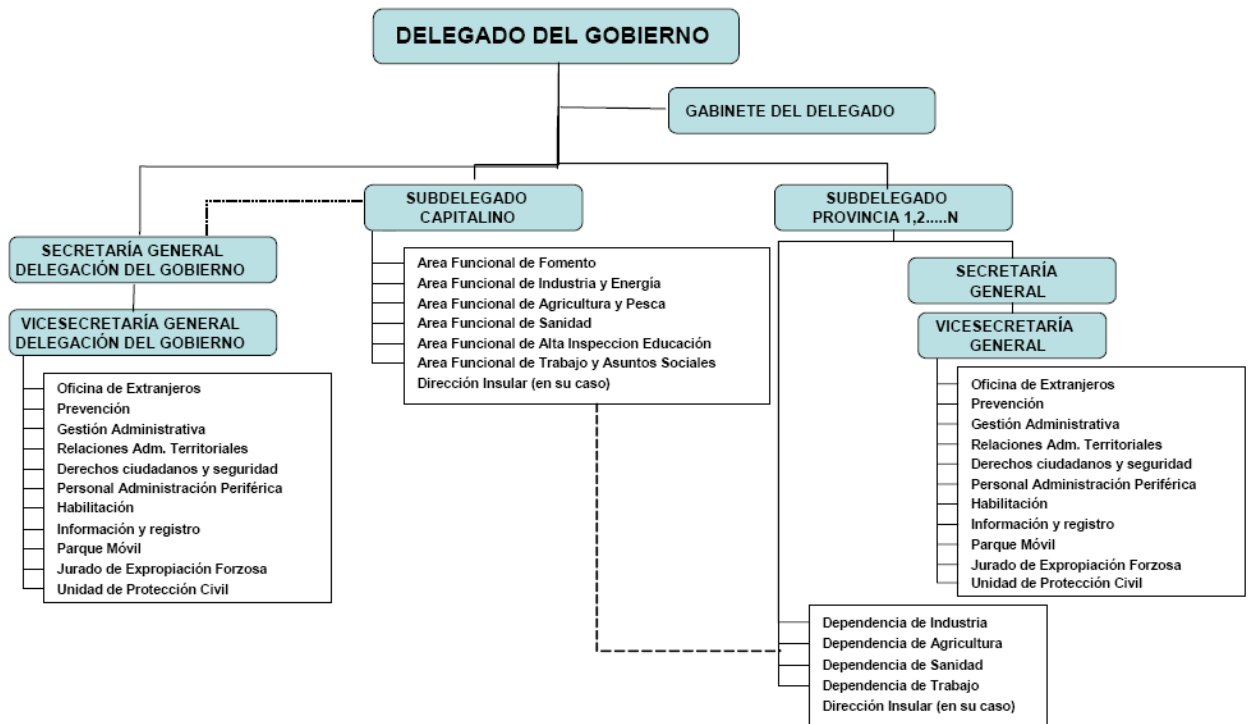 DELEGADO DEL GOBIERNO
GABINETE DEL DELEGADO
SUBDELEGADO
CAPITALINO
SUBDELEGADO
PROVINCIA 1,2.....N
SECRETARÍA GENERAL
DELEGACIÓN DEL GOBIERNO
VICESECRETARÍA GENERAL
DELEGACIÓN DEL GOBIERNO
Oficina de Extranjeros
Prevención
Gestión Administrativa
Relaciones Adm. Territoriales
Derechos ciudadanos y seguridad
Personal Administración Periférica
Habilitación
Información y registro
Parque Móvil
Jurado de Expropiación Forzosa
Unidad de Protección Civil
Area Funcional de Fomento
Area Funcional de Industria y Energía
Area Funcional de Agricultura y Pesca
Area Funcional de Sanidad
Area Funcional de Alta Inspeccion Educación
Area Funcional de Trabajo y Asuntos Sociales
Dirección Insular (en su caso)
SECRETARÍA
GENERAL
VICESECRETARÍA
GENERAL
Oficina de Extranjeros
Prevención
Gestión Administrativa
Relaciones Adm. Territoriales
Derechos ciudadanos y seguridad
Personal Administración Periférica
Habilitación
Información y registro
Parque Móvil
Jurado de Expropiación Forzosa
Unidad de Protección Civil
Dependencia de Industria
Dependencia de Agricultura
Dependencia de Sanidad
Dependencia de Trabajo
Dirección Insular (en su caso)